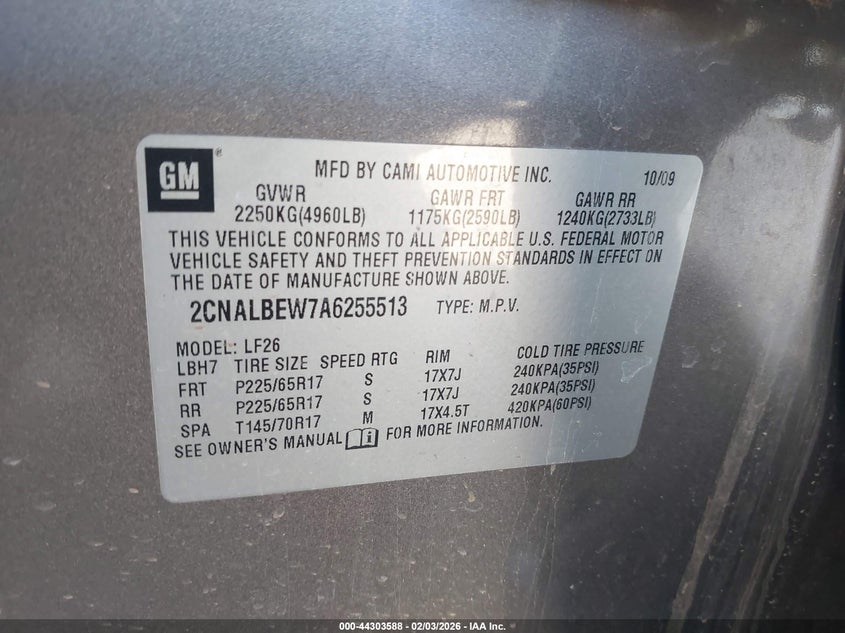 GM ®
MFD BY CAMI AUTOMOTIVE INC. 10/09
GVWR GAWR FRT GAWR RR
2250KG(4960LB) 1175KG(2590LB) 1240KG(2733LB)
THIS VEHICLE CONFORMS TO ALL APPLICABLE U.S. FEDERAL MOTOR
VEHICLE SAFETY AND THEFT PREVENTION STANDARDS IN EFFECT ON
THE DATE OF MANUFACTURE SHOWN ABOVE.
2CNALBEW7A6255513 TYPE: M.P.V.
MODEL: LF26
LBH7 TIRE SIZE SPEED RTG RIM COLD TIRE PRESSURE
FRT P225/65R17 S 17X7J 240KPA(35PSI)
RR P225/65R17 S 17X7J 240KPA(35PSI)
SPA T145/70R17 M 17X4.5T 420KPA(60PSI)
SEE OWNER'S MANUAL i FOR MORE INFORMATION.
000-44303588 - 02/03/2026 - IAA Inc.